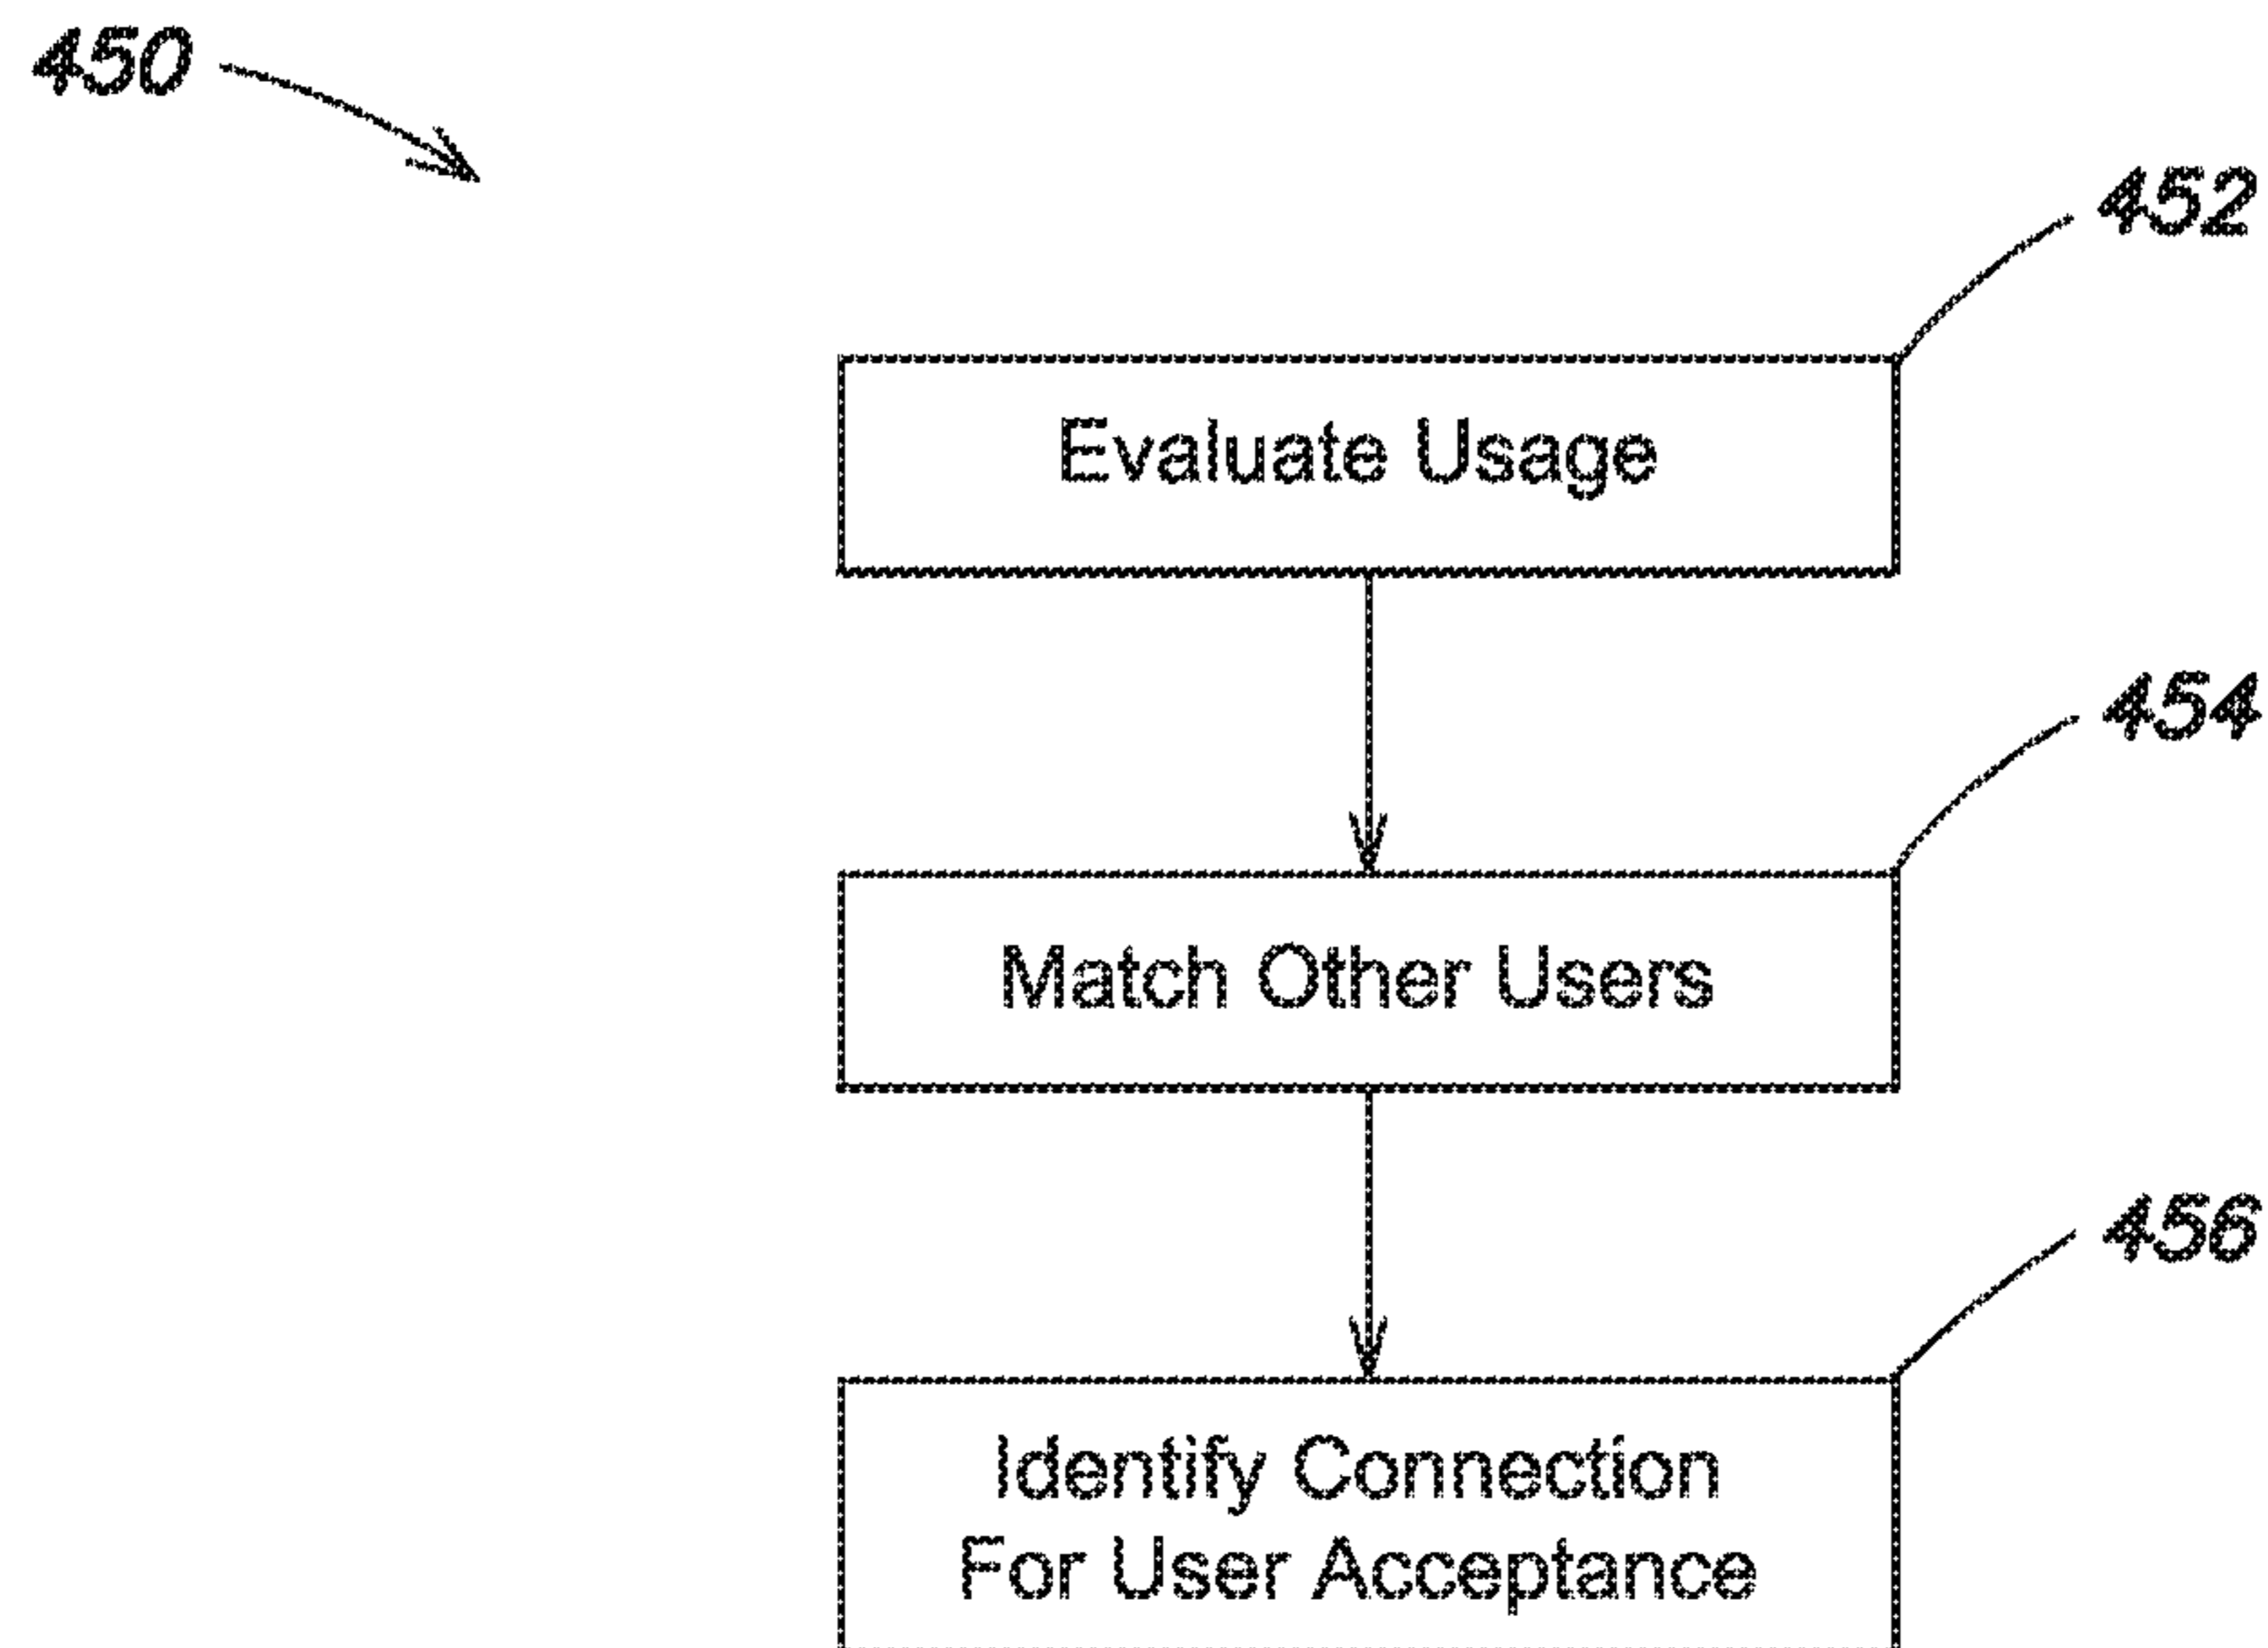 450
452
Evaluate Usage
454
Match Other Users
456
Identify Connection
For User Acceptance